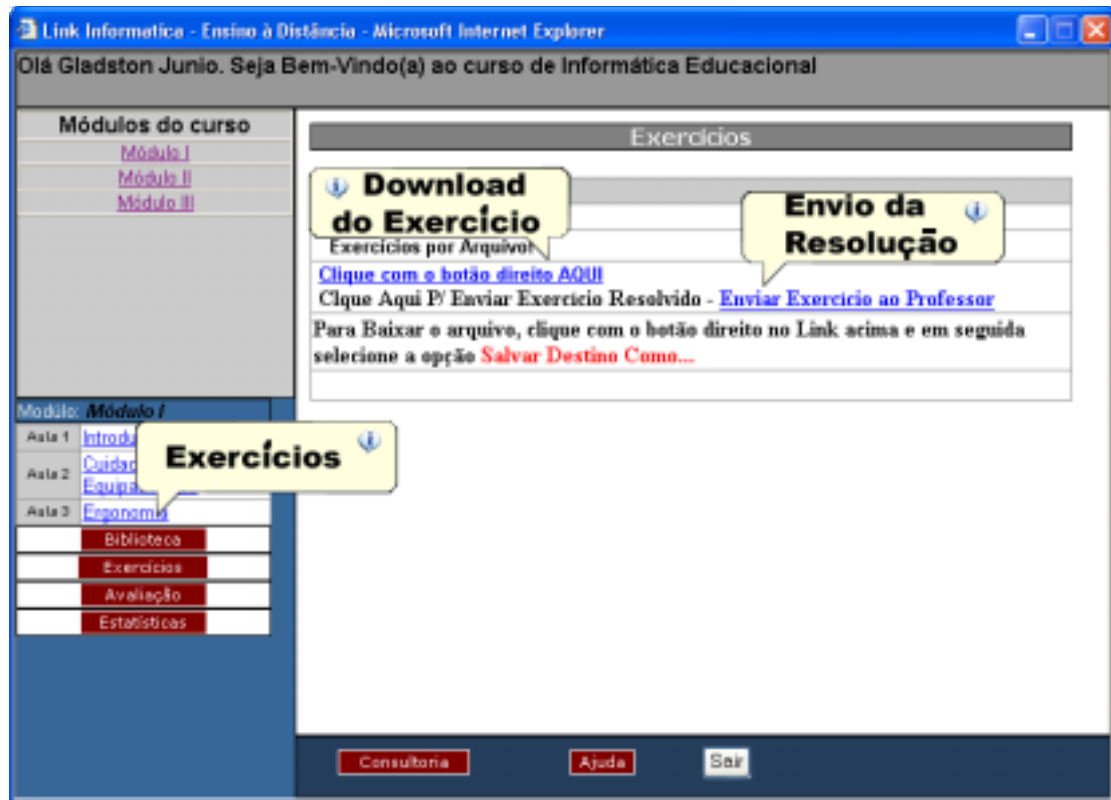 Link Informatica - Ensino à Distância - Microsoft Internet Explorer
Olá Gladston Junio. Seja Bem-Vindo(a) ao curso de Informática Educacional
Módulos do curso
Módulo I
Módulo II
Módulo III
Exercícios
Download
do Exercício
Envio da
Resolução
Exercícios por Arquivo
Clique com o botão direito AQUI
Clque Aqui P/ Enviar Exercício Resolvido - Enviar Exercício ao Professor
Para Baixar o arquivo, clique com o botão direito no Link acima e em seguida
selecione a opção Salvar Destino Como...
Modúlo: Módulo I
Aula 1
Exercícios
Aula 2
Aula 3 Ergonomia
Biblioteca
Exercícios
Avaliação
Estatísticas
Consultoria
Ajuda
Sair